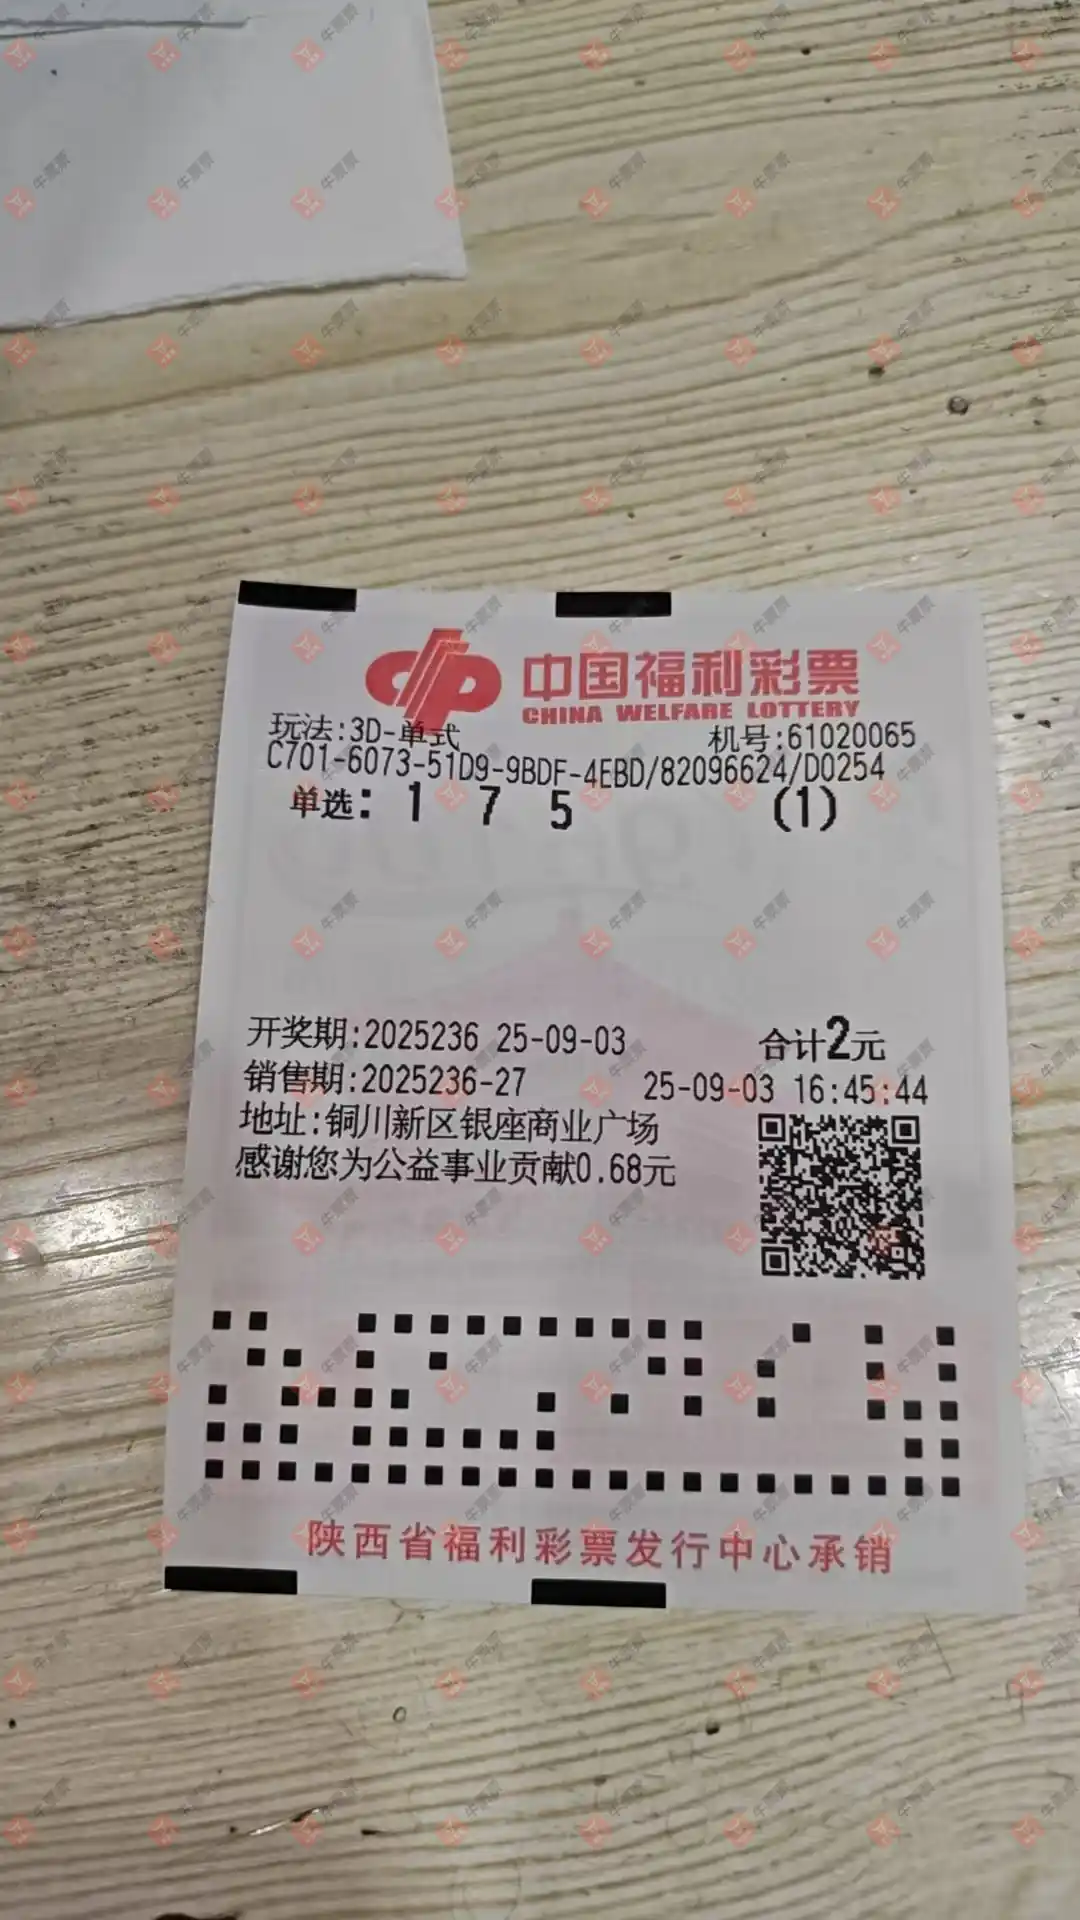 中国福利彩票
CHINA WELFARE LOTTERY
玩法:3D-单式 机号:61020065
C701-6073-51D9-9BDF-4EBD/82096624/D0254
单选: 1 7 5 (1)
开奖期:2025236 25-09-03 合计2元
销售期:2025236-27 25-09-03 16:45:44
地址:铜川新区银座商业广场
感谢您为公益事业贡献0.68元
陕西省福利彩票发行中心承销